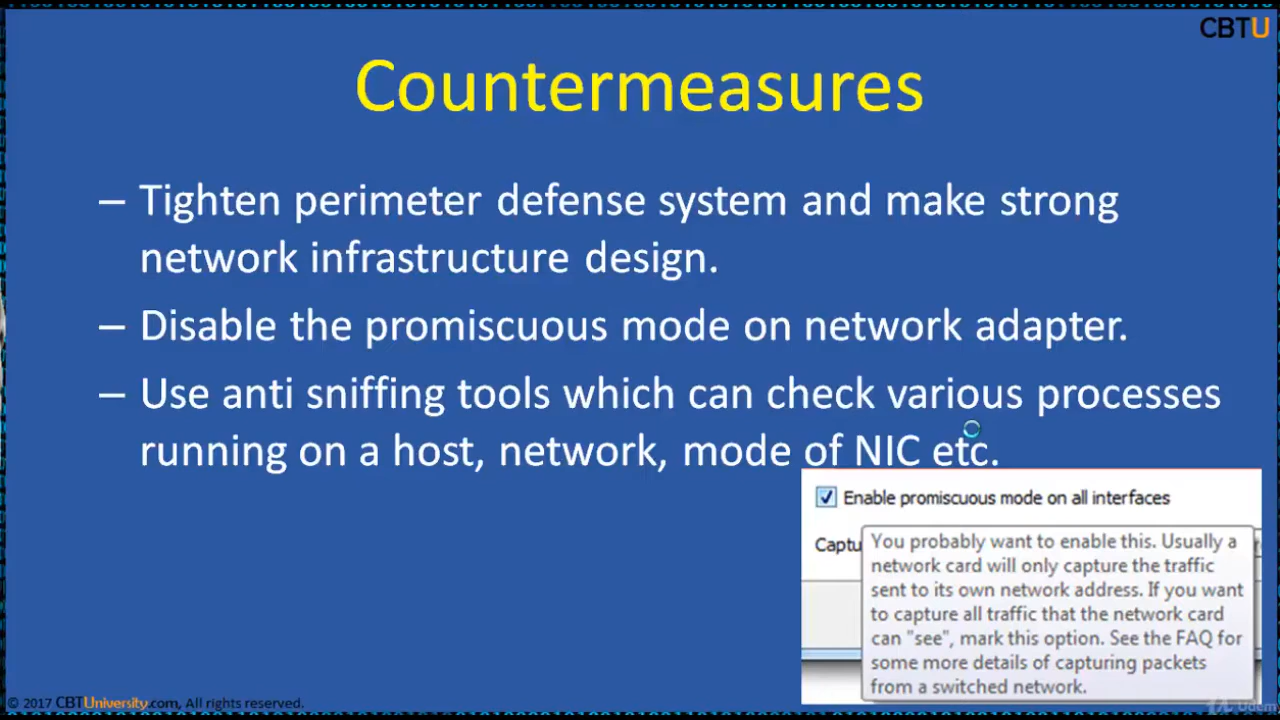 CBTU
Countermeasures
– Tighten perimeter defense system and make strong
network infrastructure design.
– Disable the promiscuous mode on network adapter.
– Use anti sniffing tools which can check various processes
running on a host, network, mode of NIC etc.
Enable promiscuous mode on all interfaces
Captu
You probably want to enable this. Usually a
network card will only capture the traffic
sent to its own network address. If you want
to capture all traffic that the network card
can "see", mark this option. See the FAQ for
some more details of capturing packets
from a switched network.
© 2017 CBTUniversity.com, All rights reserved.
Udem